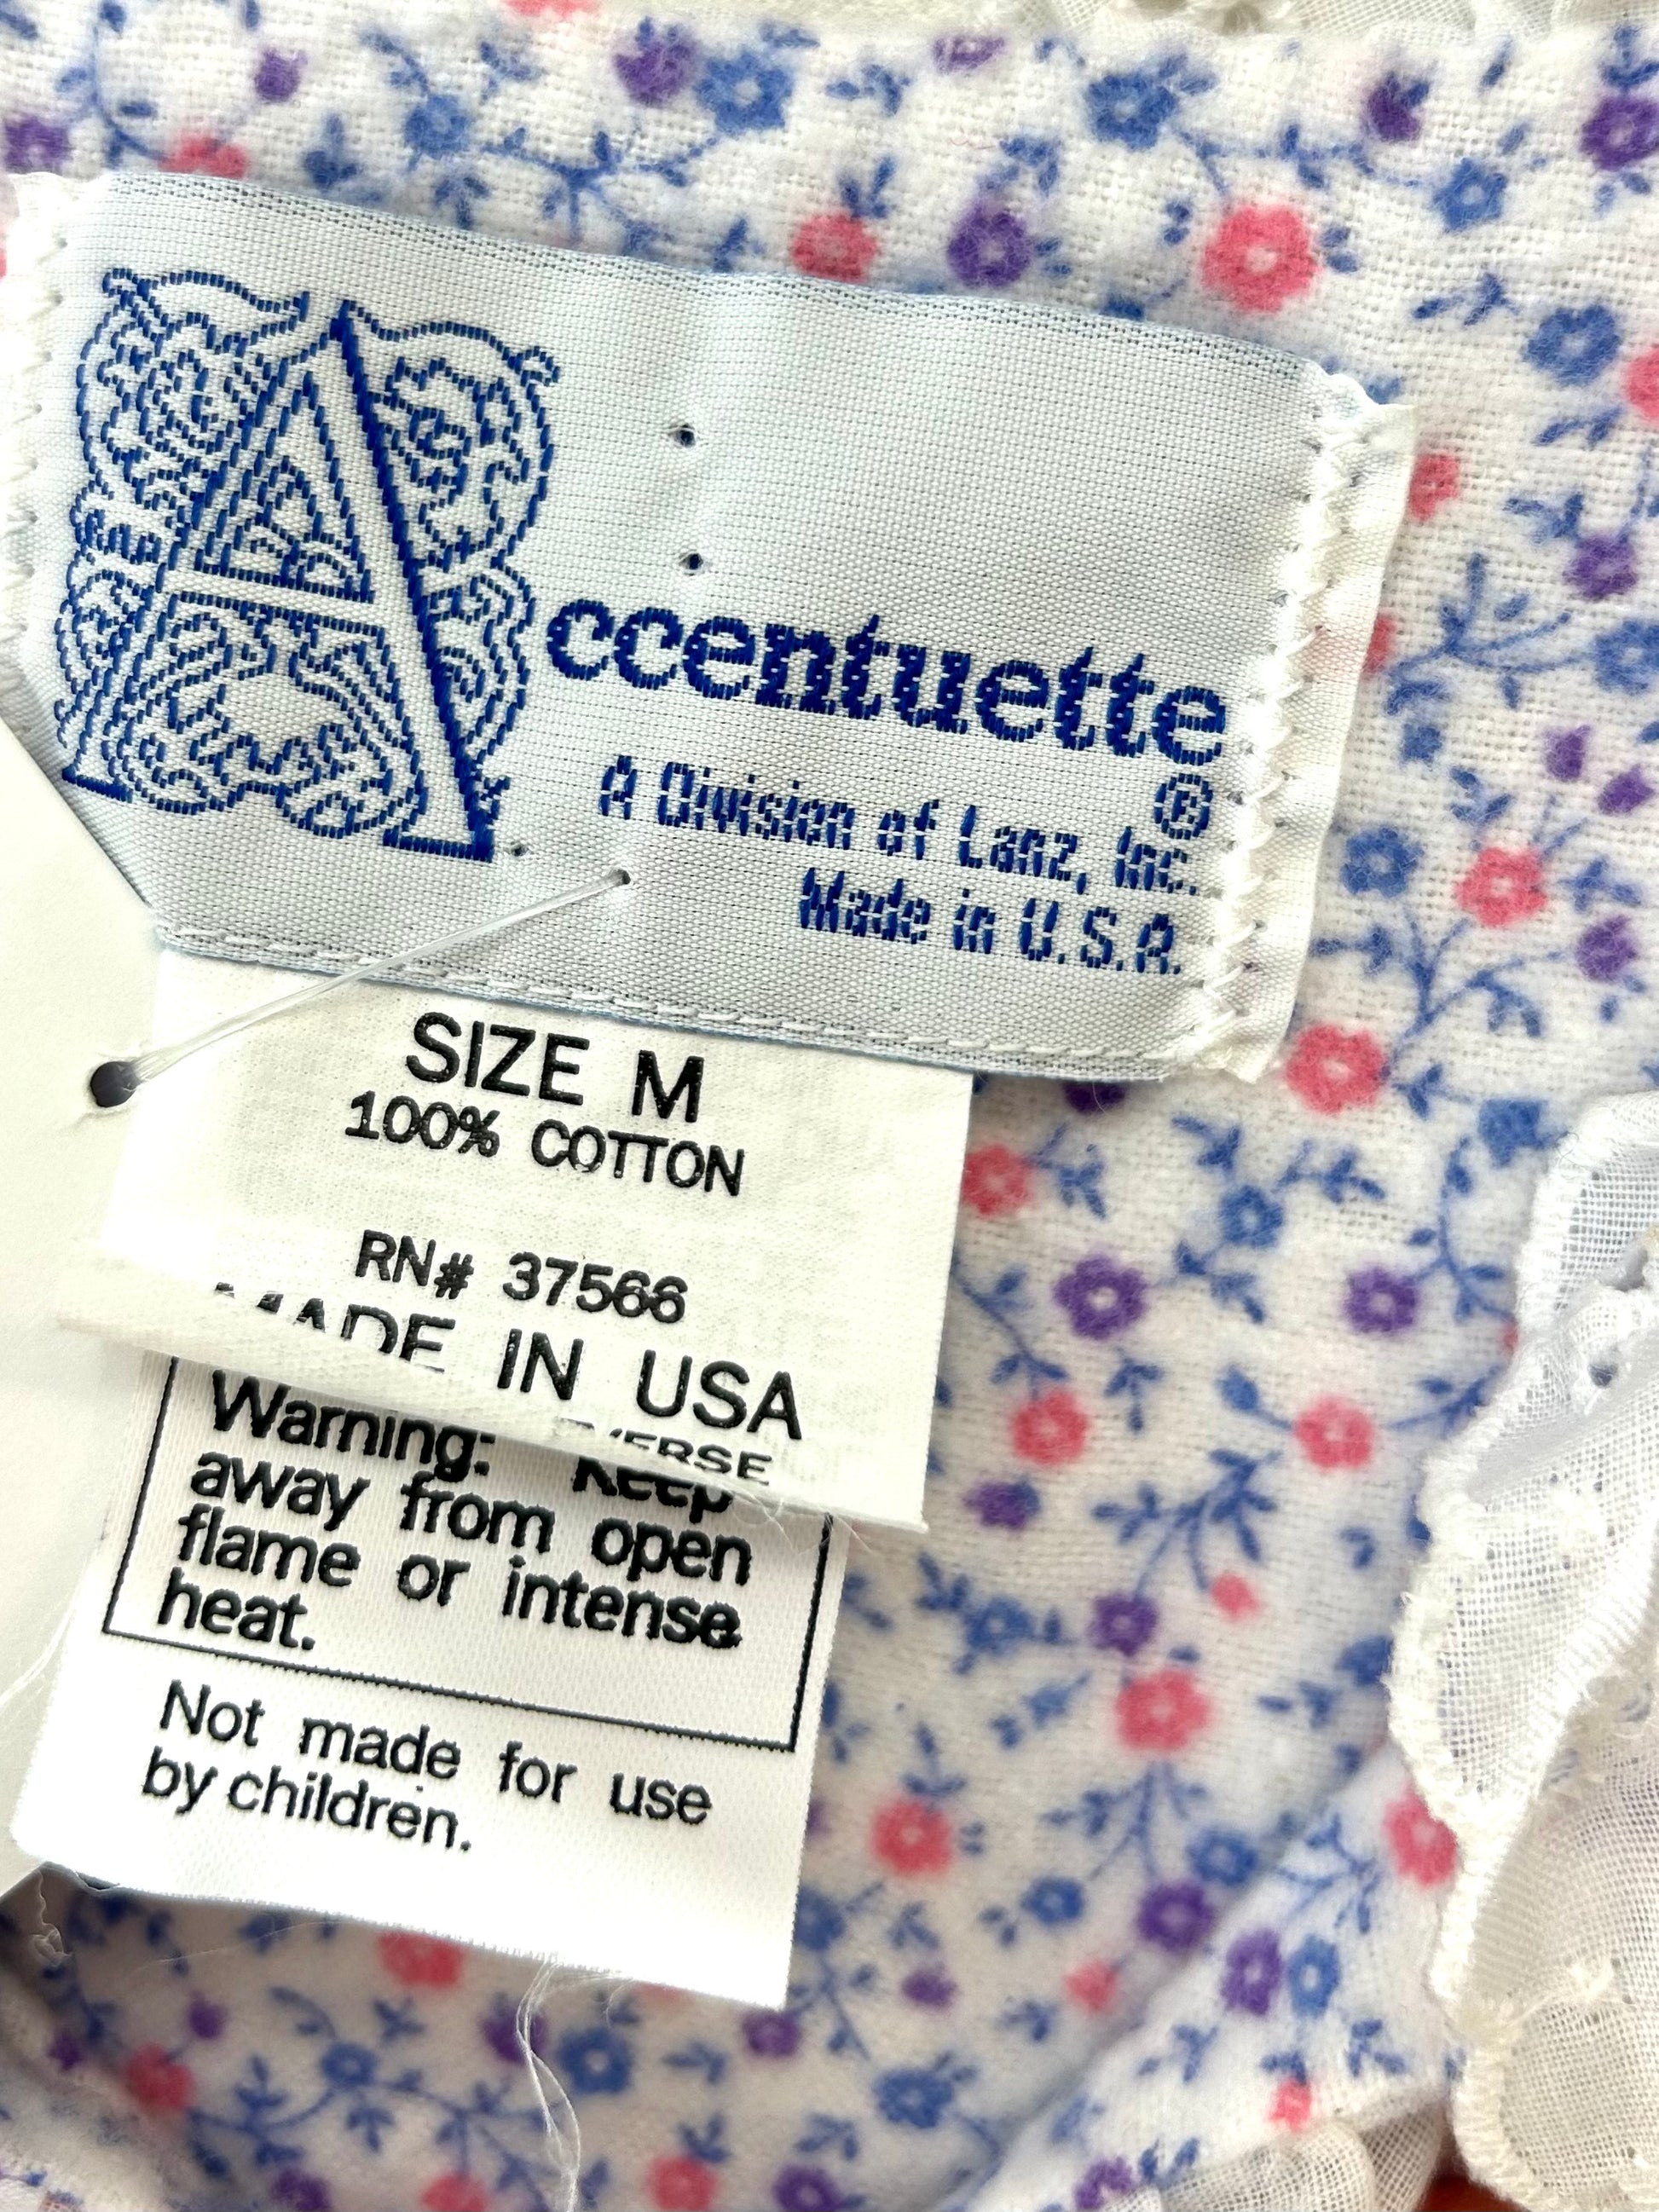 Accentuette
®
A Division of Lanz, Inc.
Made in U.S.A.
SIZE M
100% COTTON
RN# 37566
MADE IN USA
Warning: Keep
away from open
flame or intense
heat.
Not made for use
by children.